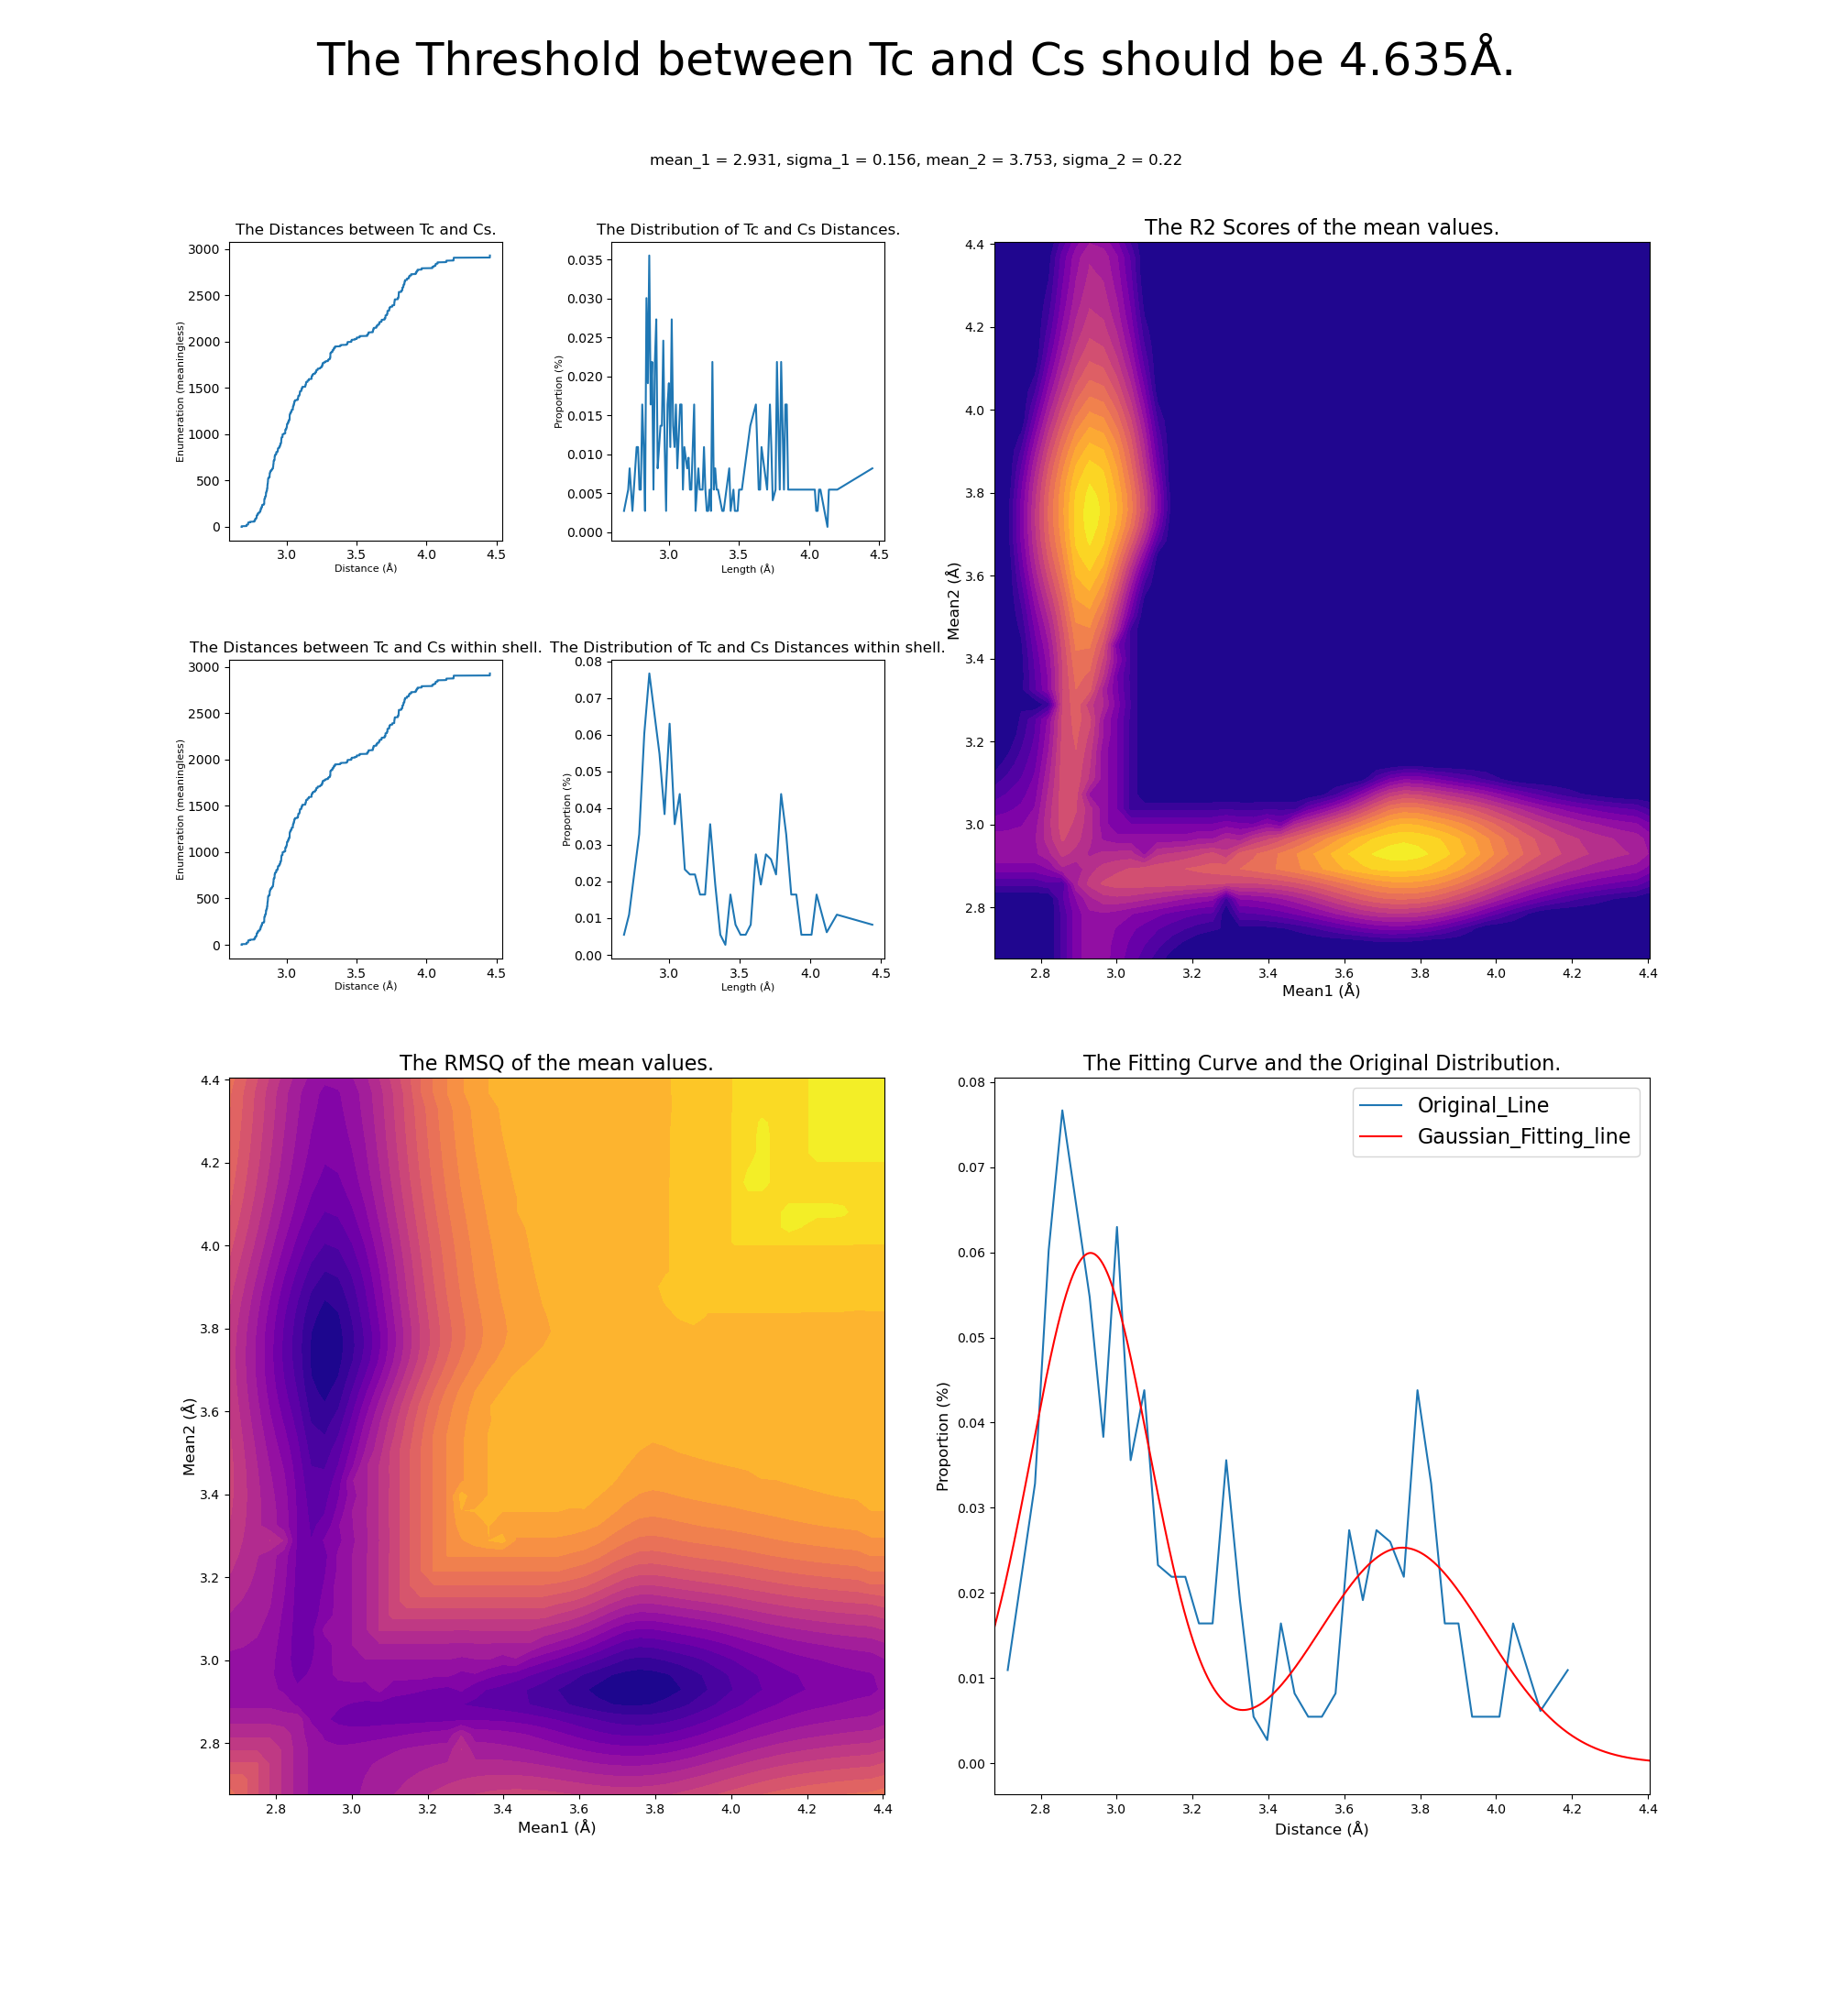 The Threshold between Tc and Cs should be 4.635Å.
mean_1 = 2.931, sigma_1 = 0.156, mean_2 = 3.753, sigma_2 = 0.22
The Distances between Tc and Cs.
3000
2500
2000
1500
1000
500
0
Enumeration (meaningless)
3.0 3.5 4.0 4.5
Distance (Å)
The Distribution of Tc and Cs Distances.
0.035
0.030
0.025
0.020
0.015
0.010
0.005
0.000
Proportion (%)
3.0 3.5 4.0 4.5
Length (Å)
The R2 Scores of the mean values.
4.4
4.2
4.0
3.8
3.6
3.4
3.2
3.0
2.8
Mean2 (Å)
2.8 3.0 3.2 3.4 3.6 3.8 4.0 4.2 4.4
Mean1 (Å)
The Distances between Tc and Cs within shell.
3000
2500
2000
1500
1000
500
0
Enumeration (meaningless)
3.0 3.5 4.0 4.5
Distance (Å)
The Distribution of Tc and Cs Distances within shell.
0.08
0.07
0.06
0.05
0.04
0.03
0.02
0.01
0.00
Proportion (%)
3.0 3.5 4.0 4.5
Length (Å)
The RMSQ of the mean values.
4.4
4.2
4.0
3.8
3.6
3.4
3.2
3.0
2.8
Mean2 (Å)
2.8 3.0 3.2 3.4 3.6 3.8 4.0 4.2 4.4
Mean1 (Å)
The Fitting Curve and the Original Distribution.
Original_Line
Gaussian_Fitting_line
0.08
0.07
0.06
0.05
0.04
0.03
0.02
0.01
0.00
Proportion (%)
2.8 3.0 3.2 3.4 3.6 3.8 4.0 4.2 4.4
Distance (Å)